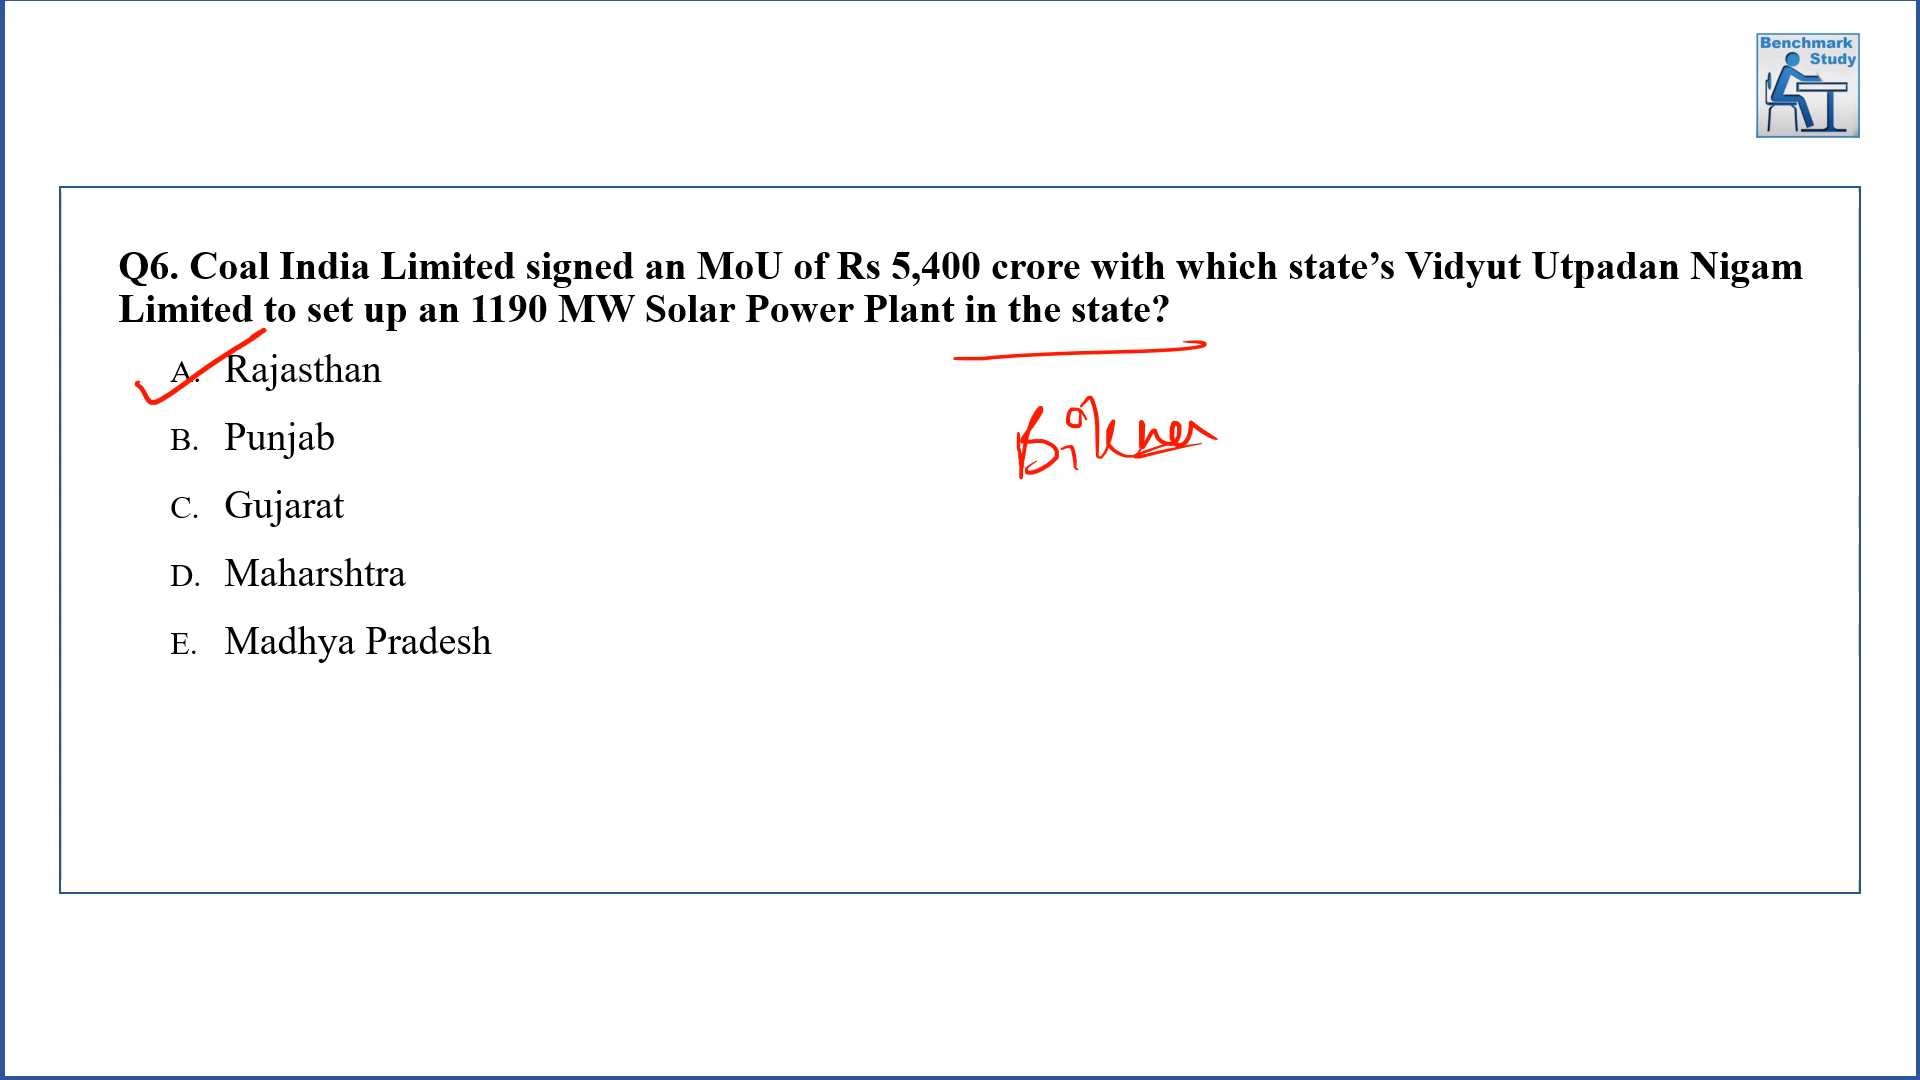 Benchmark
Study
Q6. Coal India Limited signed an MoU of Rs 5,400 crore with which state’s Vidyut Utpadan Nigam
Limited to set up an 1190 MW Solar Power Plant in the state?
A. Rajasthan
B. Punjab
C. Gujarat
D. Maharshtra
E. Madhya Pradesh